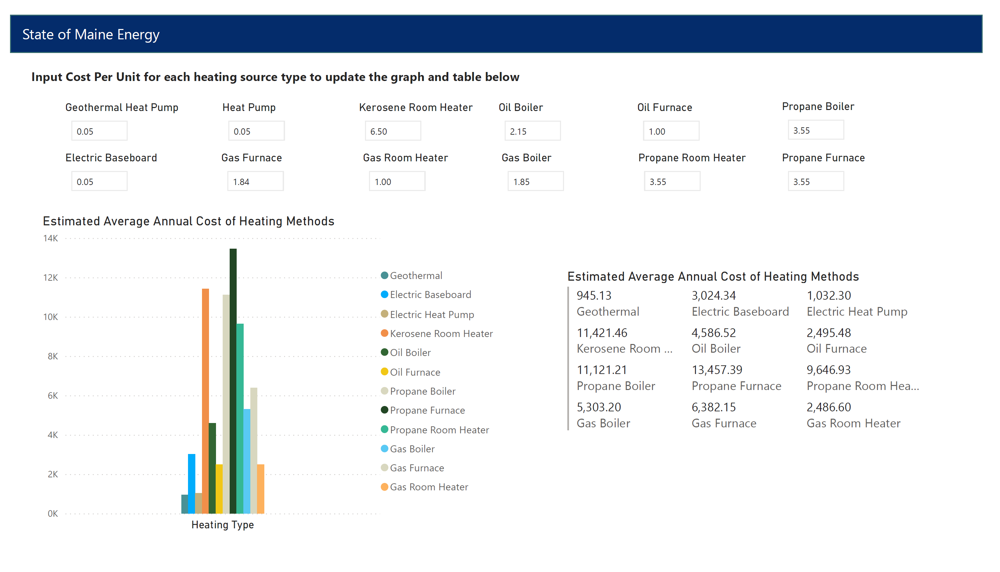 State of Maine Energy
Input Cost Per Unit for each heating source type to update the graph and table below
Geothermal Heat Pump
0.05
Heat Pump
0.05
Kerosene Room Heater
6.50
Oil Boiler
2.15
Oil Furnace
1.00
Propane Boiler
3.55
Electric Baseboard
0.05
Gas Furnace
1.84
Gas Room Heater
1.00
Gas Boiler
1.85
Propane Room Heater
3.55
Propane Furnace
3.55
Estimated Average Annual Cost of Heating Methods
14K
12K
10K
8K
6K
4K
2K
0K
Heating Type
Geothermal
Electric Baseboard
Electric Heat Pump
Kerosene Room Heater
Oil Boiler
Oil Furnace
Propane Boiler
Propane Furnace
Propane Room Heater
Gas Boiler
Gas Furnace
Gas Room Heater
Estimated Average Annual Cost of Heating Methods
945.13
Geothermal
3,024.34
Electric Baseboard
1,032.30
Electric Heat Pump
11,421.46
Kerosene Room ...
4,586.52
Oil Boiler
2,495.48
Oil Furnace
11,121.21
Propane Boiler
13,457.39
Propane Furnace
9,646.93
Propane Room Hea...
5,303.20
Gas Boiler
6,382.15
Gas Furnace
2,486.60
Gas Room Heater